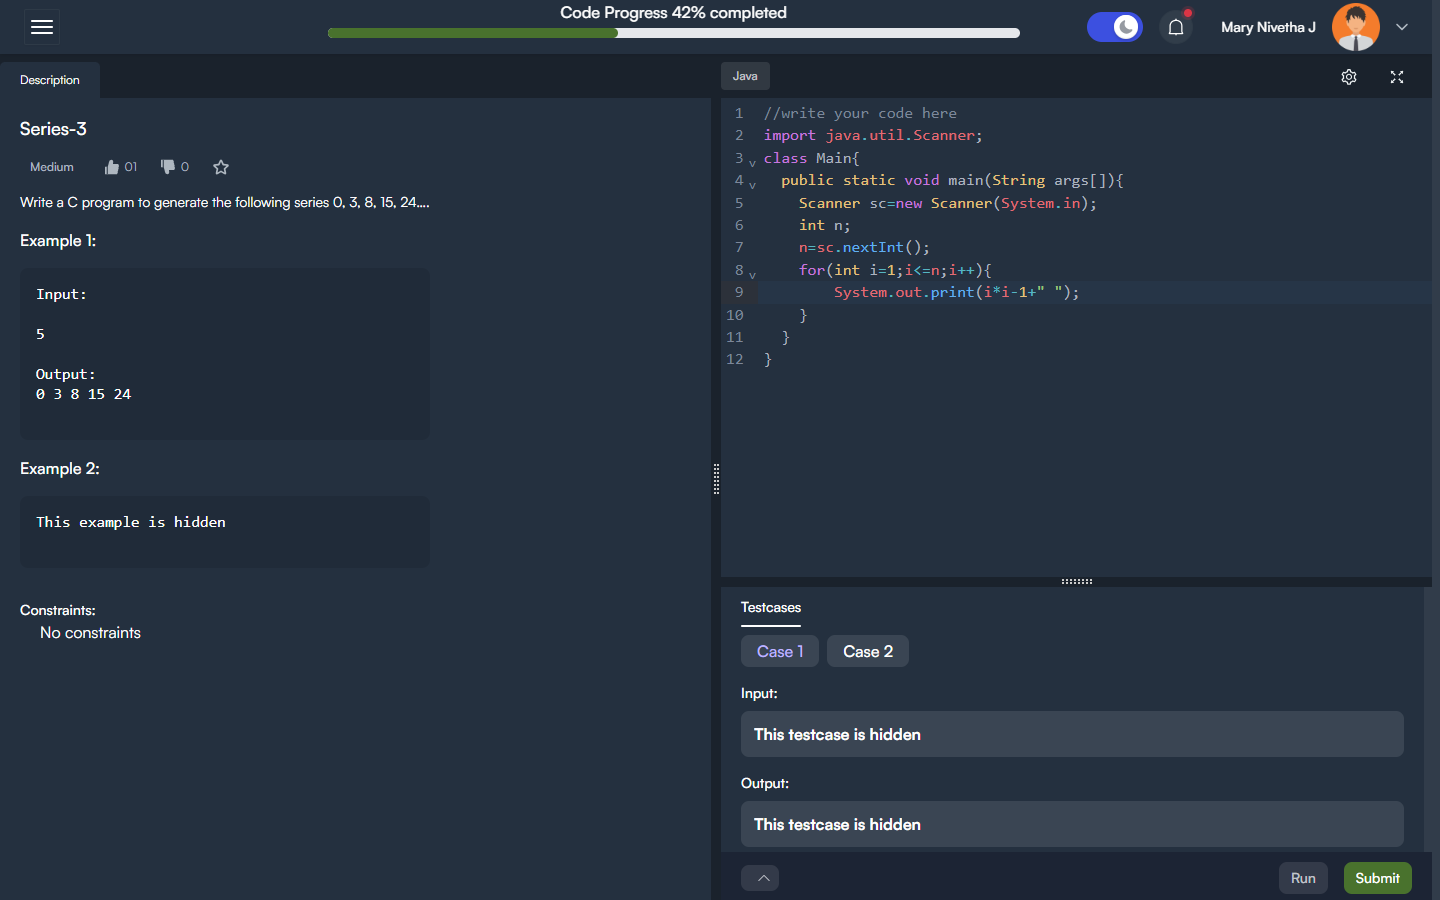 Code Progress 42% completed
Mary Nivetha J
Description
Series-3
Medium 01 0
Write a C program to generate the following series 0, 3, 8, 15, 24....
Example 1:
Input:
5
Output:
0 3 8 15 24
Example 2:
This example is hidden
Constraints:
No constraints
Java
1 //write your code here
2 import java.util.Scanner;
3 class Main{
4 public static void main(String args[]){
5 Scanner sc=new Scanner(System.in);
6 int n;
7 n=sc.nextInt();
8 for(int i=1;i<=n;i++){
9 System.out.print(i*i-1+" ");
10 }
11 }
12 }
Testcases
Case 1 Case 2
Input:
This testcase is hidden
Output:
This testcase is hidden
Run Submit